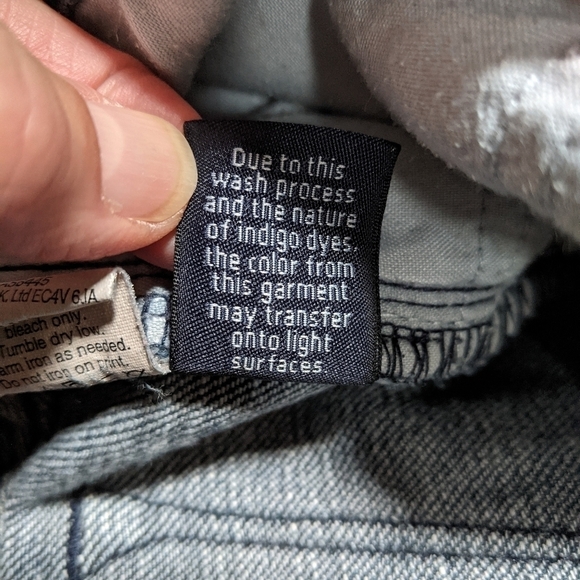 Due to this
wash process
and the nature
of indigo dyes,
the color from
this garment
may transfer
onto light
surfaces.
K. Ltd EC4V 6JA
bleach only.
Tumble dry low.
arm iron as needed.
Do not iron on print.